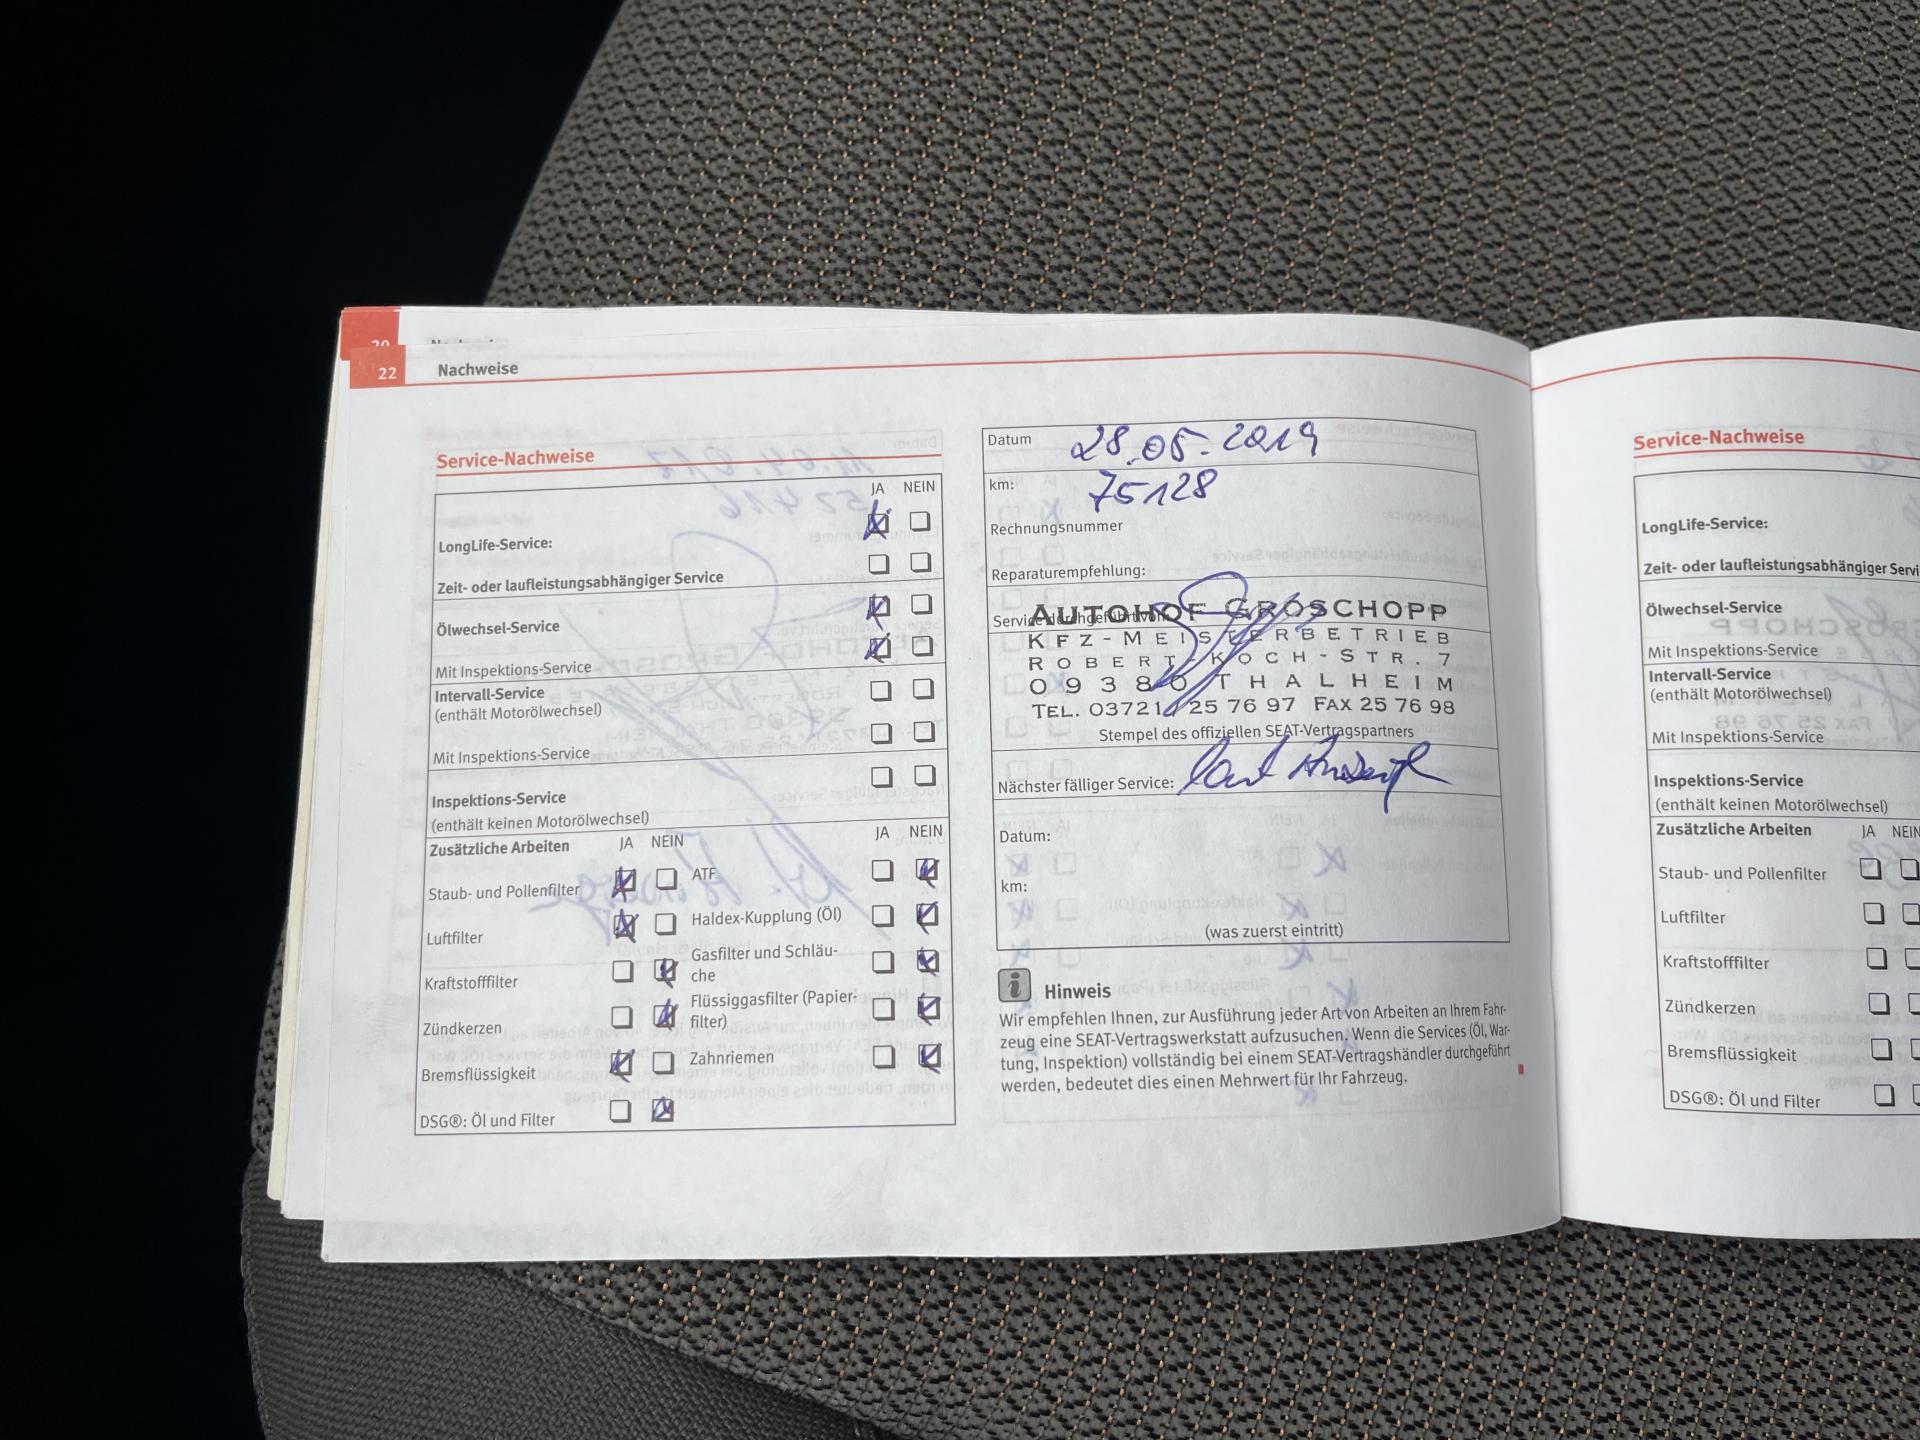 22
Nachweise
Service-Nachweise
JA NEIN
LongLife-Service:
Zeit- oder laufleistungsabhängiger Service
Ölwechsel-Service
Mit Inspektions-Service
Intervall-Service
(enthält Motorölwechsel)
Mit Inspektions-Service
Inspektions-Service
(enthält keinen Motorölwechsel)
Zusätzliche Arbeiten JA NEIN JA NEIN
Staub- und Pollenfilter
ATF
Luftfilter
Haldex-Kupplung (Öl)
Kraftstofffilter
Gasfilter und Schläu-
che
Zündkerzen
Flüssiggasfilter (Papier-
filter)
Bremsflüssigkeit
Zahnriemen
DSG®: Öl und Filter
Datum 28.05.2019
km: 75128
Rechnungsnummer
Reparaturempfehlung:
Service durchgeführt von:
AUTOHOF GROSCHOPP
KFZ-MEISTERBETRIEB
ROBERT-KOCH-STR. 7
09380 THALHEIM
TEL. 03721 / 25 76 97 FAX 25 76 98
Stempel des offiziellen SEAT-Vertragspartners
Nächster fälliger Service: laut Anzeige
Datum:
km:
(was zuerst eintritt)
Hinweis
Wir empfehlen Ihnen, zur Ausführung jeder Art von Arbeiten an Ihrem Fahr-
zeug eine SEAT-Vertragswerkstatt aufzusuchen. Wenn die Services (Öl, War-
tung, Inspektion) vollständig bei einem SEAT-Vertragshändler durchgeführt
werden, bedeutet dies einen Mehrwert für Ihr Fahrzeug.
Service-Nachweise
LongLife-Service:
Zeit- oder laufleistungsabhängiger Servi
Ölwechsel-Service
Mit Inspektions-Service
Intervall-Service
(enthält Motorölwechsel)
Mit Inspektions-Service
Inspektions-Service
(enthält keinen Motorölwechsel)
Zusätzliche Arbeiten JA NEIN
Staub- und Pollenfilter
Luftfilter
Kraftstofffilter
Zündkerzen
Bremsflüssigkeit
DSG®: Öl und Filter